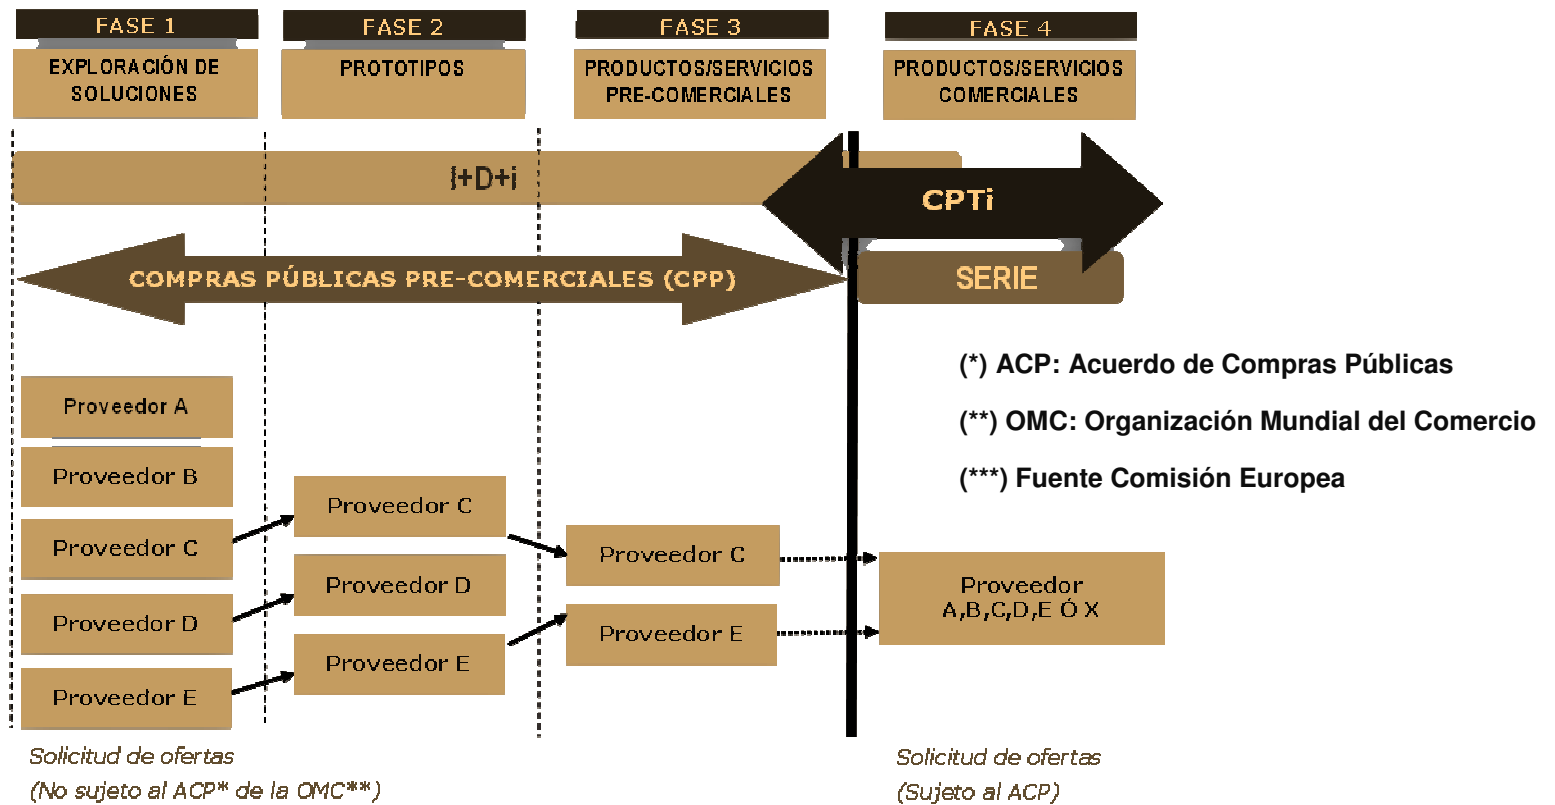 FASE 1
FASE 2
FASE 3
FASE 4
EXPLORACIÓN DE
SOLUCIONES
PROTOTIPOS
PRODUCTOS/SERVICIOS
PRE-COMERCIALES
PRODUCTOS/SERVICIOS
COMERCIALES
I+D+i
CPTi
COMPRAS PÚBLICAS PRE-COMERCIALES (CPP)
SERIE
(*) ACP: Acuerdo de Compras Públicas
(**) OMC: Organización Mundial del Comercio
(***) Fuente Comisión Europea
Proveedor A
Proveedor B
Proveedor C
Proveedor D
Proveedor E
Proveedor C
Proveedor D
Proveedor E
Proveedor C
Proveedor E
Proveedor
A,B,C,D,E Ó X
Solicitud de ofertas
(No sujeto al ACP* de la OMC**)
Solicitud de ofertas
(Sujeto al ACP)